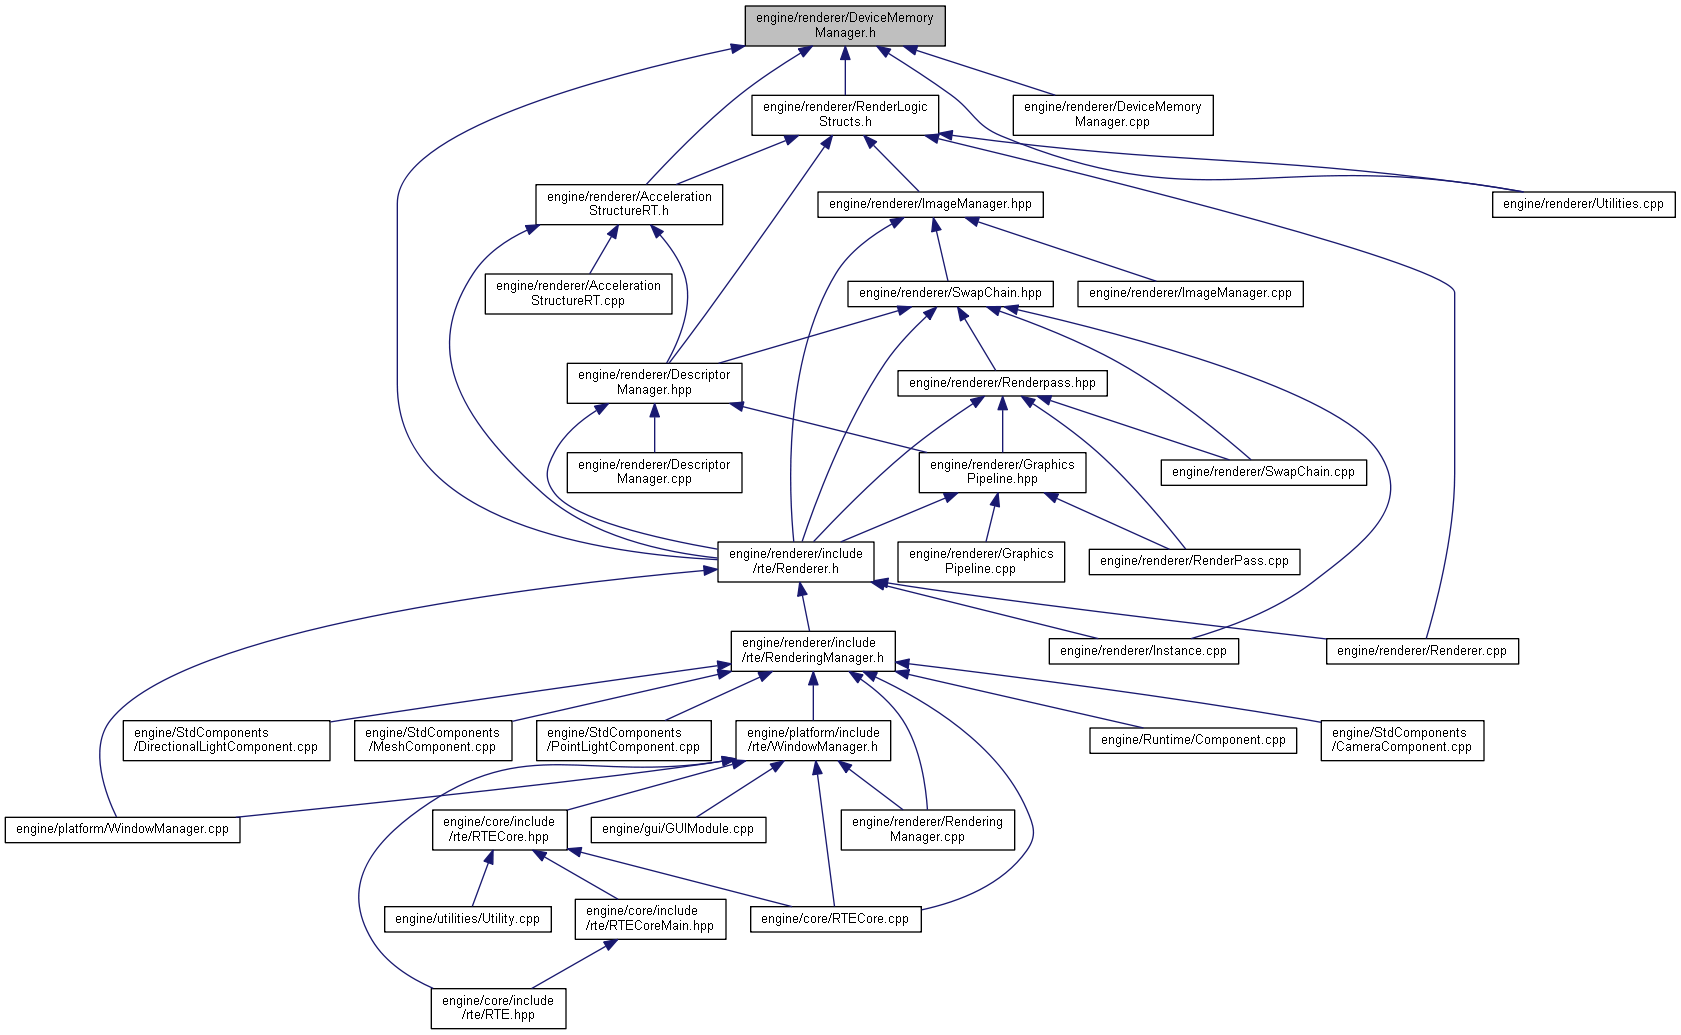 engine/renderer/DeviceMemory
Manager.h
engine/renderer/RenderLogic
Structs.h
engine/renderer/DeviceMemory
Manager.cpp
engine/renderer/Acceleration
StructureRT.h
engine/renderer/ImageManager.hpp
engine/renderer/Utilities.cpp
engine/renderer/Acceleration
StructureRT.cpp
engine/renderer/SwapChain.hpp
engine/renderer/ImageManager.cpp
engine/renderer/Descriptor
Manager.hpp
engine/renderer/Renderpass.hpp
engine/renderer/Descriptor
Manager.cpp
engine/renderer/Graphics
Pipeline.hpp
engine/renderer/SwapChain.cpp
engine/renderer/include
/rte/Renderer.h
engine/renderer/Graphics
Pipeline.cpp
engine/renderer/RenderPass.cpp
engine/renderer/include
/rte/RenderingManager.h
engine/renderer/Instance.cpp
engine/renderer/Renderer.cpp
engine/StdComponents
/DirectionalLightComponent.cpp
engine/StdComponents
/MeshComponent.cpp
engine/StdComponents
/PointLightComponent.cpp
engine/platform/include
/rte/WindowManager.h
engine/Runtime/Component.cpp
engine/StdComponents
/CameraComponent.cpp
engine/platform/WindowManager.cpp
engine/core/include
/rte/RTECore.hpp
engine/gui/GUIModule.cpp
engine/renderer/Rendering
Manager.cpp
engine/utilities/Utility.cpp
engine/core/include
/rte/RTECoreMain.hpp
engine/core/RTECore.cpp
engine/core/include
/rte/RTE.hpp